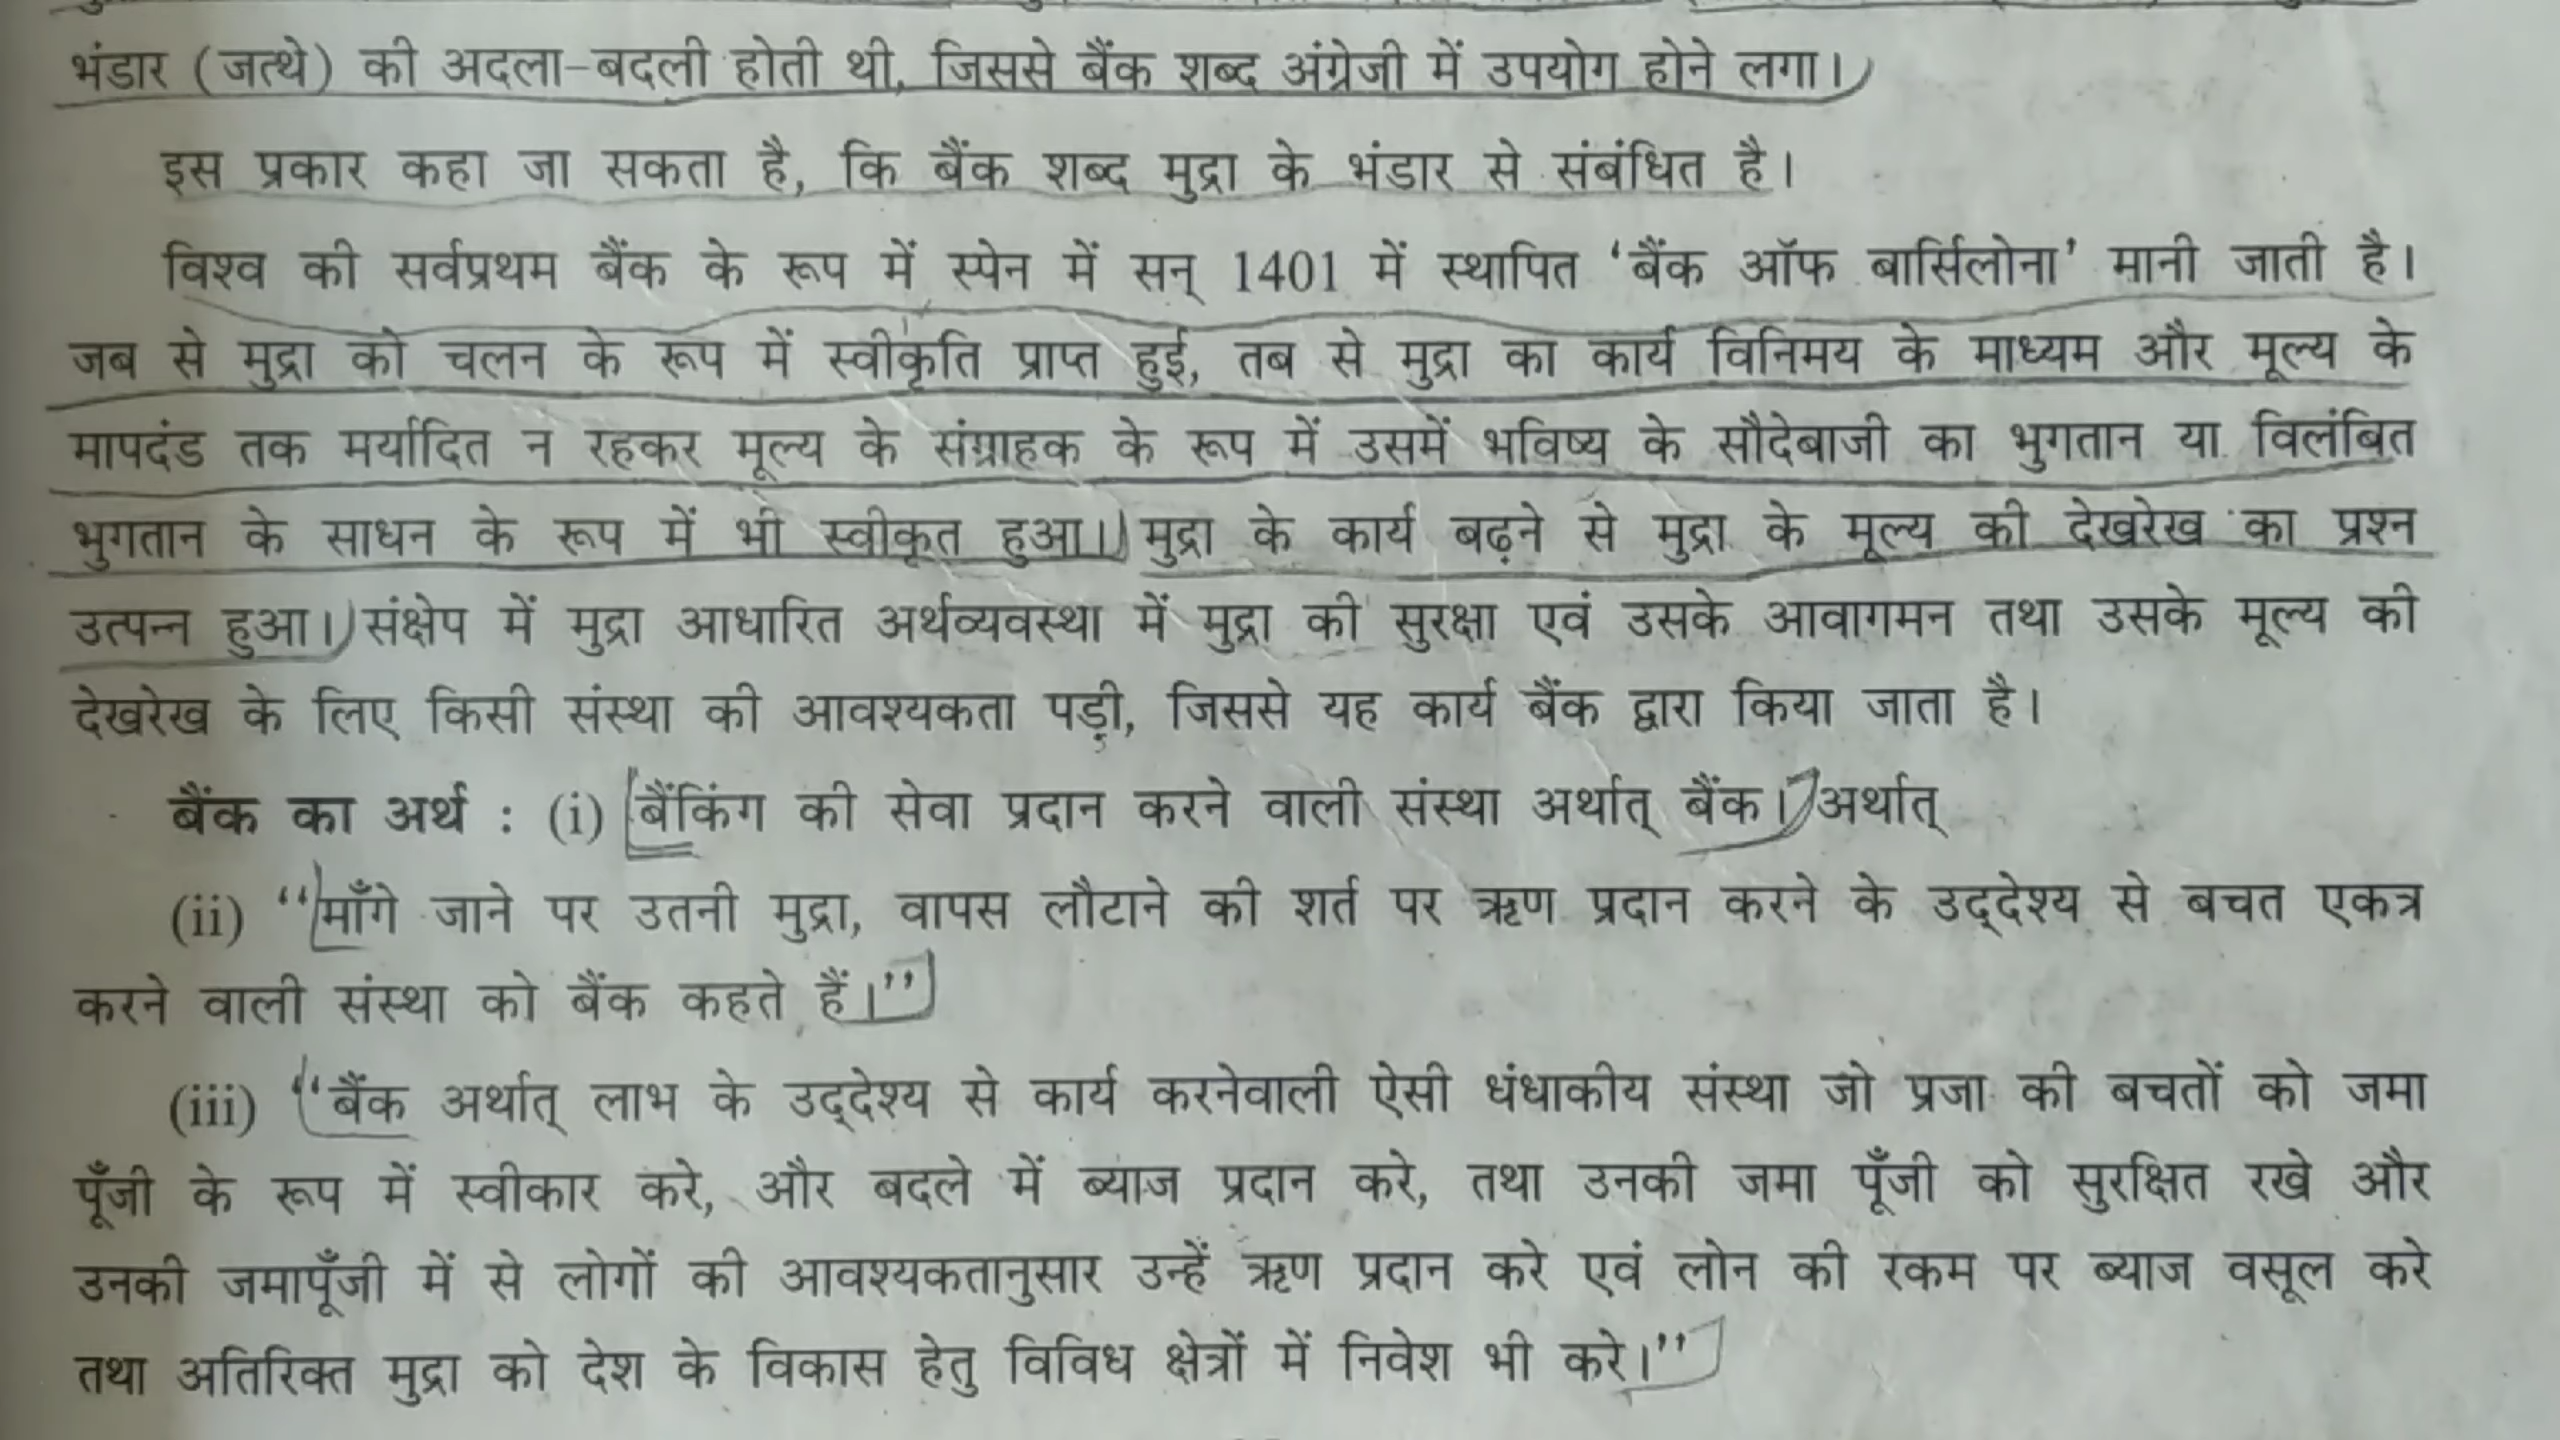 भंडार (जत्थे) की अदला-बदली होती थी, जिससे बैंक शब्द अंग्रेजी में उपयोग होने लगा।
इस प्रकार कहा जा सकता है, कि बैंक शब्द मुद्रा के भंडार से संबंधित है।
विश्व की सर्वप्रथम बैंक के रूप में स्पेन में सन् 1401 में स्थापित ‘बैंक ऑफ बार्सिलोना’ मानी जाती है।
जब से मुद्रा को चलन के रूप में स्वीकृति प्राप्त हुई, तब से मुद्रा का कार्य विनिमय के माध्यम और मूल्य के
मापदंड तक मर्यादित न रहकर मूल्य के संग्राहक के रूप में उसमें भविष्य के सौदेबाजी का भुगतान या विलंबित
भुगतान के साधन के रूप में भी स्वीकृत हुआ। मुद्रा के कार्य बढ़ने से मुद्रा के मूल्य की देखरेख का प्रश्न
उत्पन्न हुआ। संक्षेप में मुद्रा आधारित अर्थव्यवस्था में मुद्रा की सुरक्षा एवं उसके आवागमन तथा उसके मूल्य की
देखरेख के लिए किसी संस्था की आवश्यकता पड़ी, जिससे यह कार्य बैंक द्वारा किया जाता है।
बैंक का अर्थ : (i) बैंकिंग की सेवा प्रदान करने वाली संस्था अर्थात् बैंक। अर्थात्
(ii) “माँगे जाने पर उतनी मुद्रा, वापस लौटाने की शर्त पर ऋण प्रदान करने के उद्देश्य से बचत एकत्र
करने वाली संस्था को बैंक कहते हैं।”
(iii) “बैंक अर्थात् लाभ के उद्देश्य से कार्य करनेवाली ऐसी धंधाकीय संस्था जो प्रजा की बचतों को जमा
पूँजी के रूप में स्वीकार करे, और बदले में ब्याज प्रदान करे, तथा उनकी जमा पूँजी को सुरक्षित रखे और
उनकी जमापूँजी में से लोगों की आवश्यकतानुसार उन्हें ऋण प्रदान करे एवं लोन की रकम पर ब्याज वसूल करे
तथा अतिरिक्त मुद्रा को देश के विकास हेतु विविध क्षेत्रों में निवेश भी करे।”